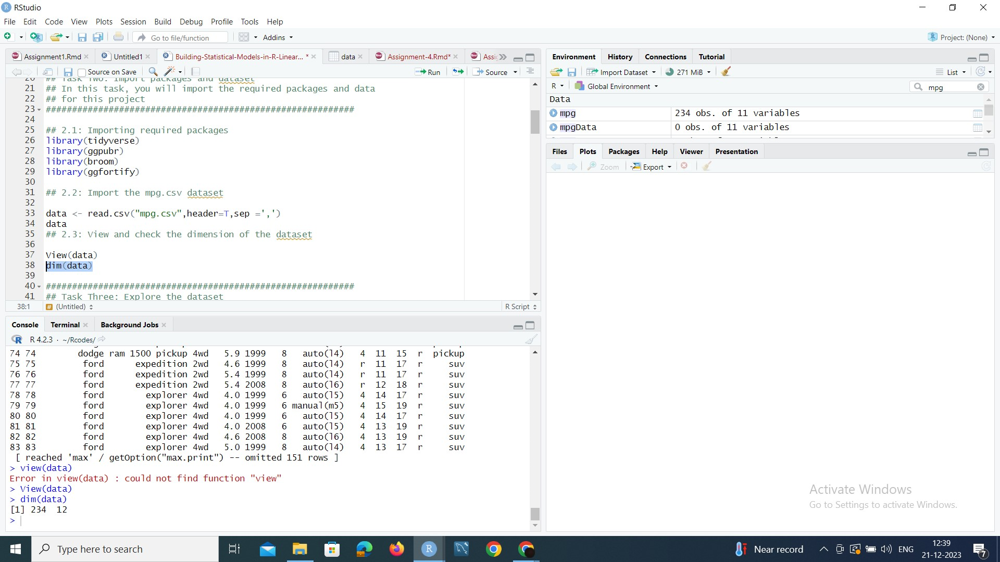 RStudio
File Edit Code View Plots Session Build Debug Profile Tools Help
Go to file/function Addins Project: (None)
Assignment1.Rmd Untitled1 Building-Statistical-Models-in-R-Linear... * data Assignment-4.Rmd* Assi
Source on Save Run Source
20 ## Task Two: Import packages and dataset
21 ## In this task, you will import the required packages and data
22 ## for this project
23 ###########################################################
24
25 ## 2.1: Importing required packages
26 library(tidyverse)
27 library(ggpubr)
28 library(broom)
29 library(ggfortify)
30
31 ## 2.2: Import the mpg.csv dataset
32
33 data <- read.csv("mpg.csv",header=T,sep =',')
34 data
35 ## 2.3: View and check the dimension of the dataset
36
37 View(data)
38 dim(data)
39
40 ###########################################################
41 ## Task Three: Explore the dataset
38:1 # (Untitled) R Script
Console Terminal Background Jobs
R 4.2.3 · ~/Rcodes/
74 74 dodge ram 1500 pickup 4wd 5.9 1999 8 auto(l4) 4 11 15 r pickup
75 75 ford expedition 2wd 4.6 1999 8 auto(l4) r 11 17 r suv
76 76 ford expedition 2wd 5.4 1999 8 auto(l4) r 11 17 r suv
77 77 ford expedition 2wd 5.4 2008 8 auto(l6) r 12 18 r suv
78 78 ford explorer 4wd 4.0 1999 6 auto(l5) 4 14 17 r suv
79 79 ford explorer 4wd 4.0 1999 6 manual(m5) 4 15 19 r suv
80 80 ford explorer 4wd 4.0 1999 6 auto(l5) 4 14 17 r suv
81 81 ford explorer 4wd 4.0 2008 6 auto(l5) 4 13 19 r suv
82 82 ford explorer 4wd 4.6 2008 8 auto(l6) 4 13 19 r suv
83 83 ford explorer 4wd 5.0 1999 8 auto(l4) 4 13 17 r suv
[ reached 'max' / getOption("max.print") -- omitted 151 rows ]
> view(data)
Error in view(data) : could not find function "view"
> View(data)
> dim(data)
[1] 234 12
>
Environment History Connections Tutorial
Import Dataset 271 MiB List
R Global Environment mpg
Data
mpg 234 obs. of 11 variables
mpgData 0 obs. of 11 variables
Files Plots Packages Help Viewer Presentation
Zoom Export
Activate Windows
Go to Settings to activate Windows.
Type here to search
Near record ENG 12:39
21-12-2023 7